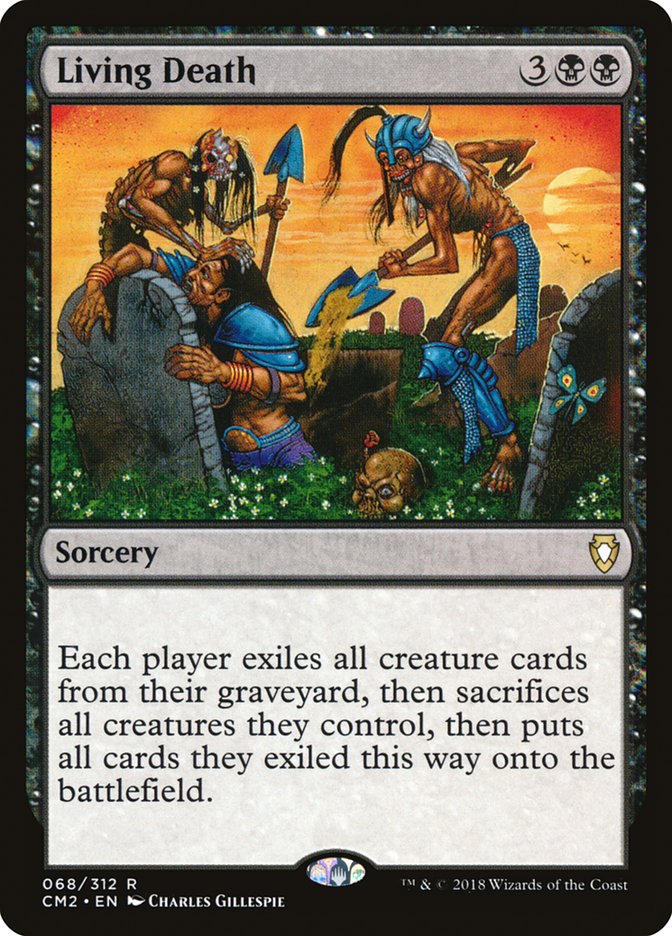 Living Death 3
Sorcery
Each player exiles all creature cards
from their graveyard, then sacrifices
all creatures they control, then puts
all cards they exiled this way onto the
battlefield.
068/312 R
CM2 • EN Charles Gillespie
™ & © 2018 Wizards of the Coast